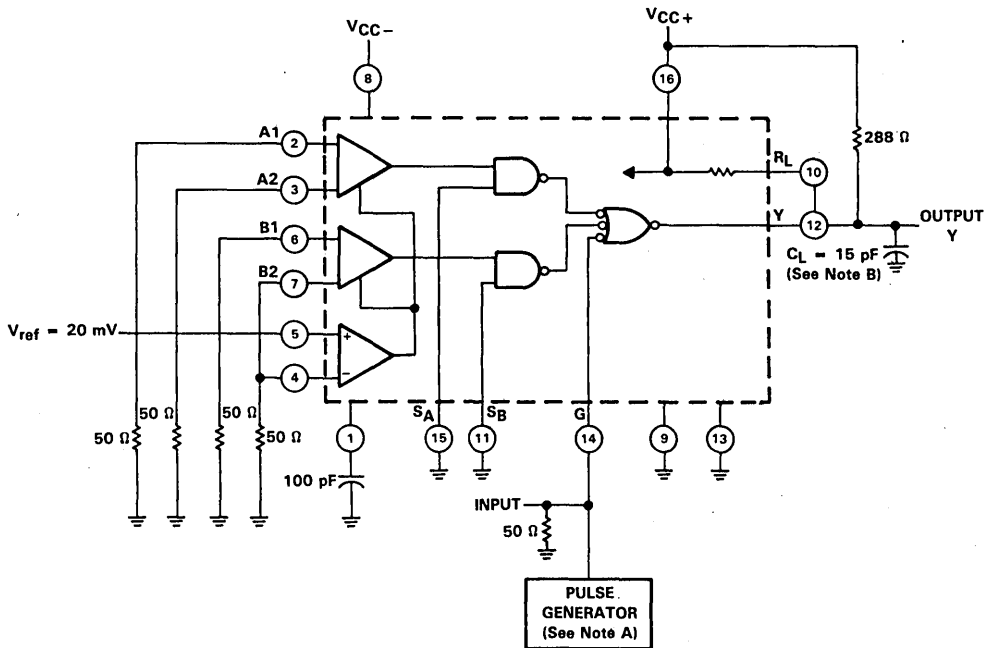 VCC−
8
VCC+
16
288 Ω
A1
2
A2
3
B1
6
B2
7
Vref = 20 mV
5
+
4
−
RL
10
Y
12
OUTPUT
Y
CL = 15 pF
(See Note B)
50 Ω
50 Ω
50 Ω
50 Ω
1
SA
15
SB
11
G
14
9
13
100 pF
INPUT
50 Ω
PULSE
GENERATOR
(See Note A)